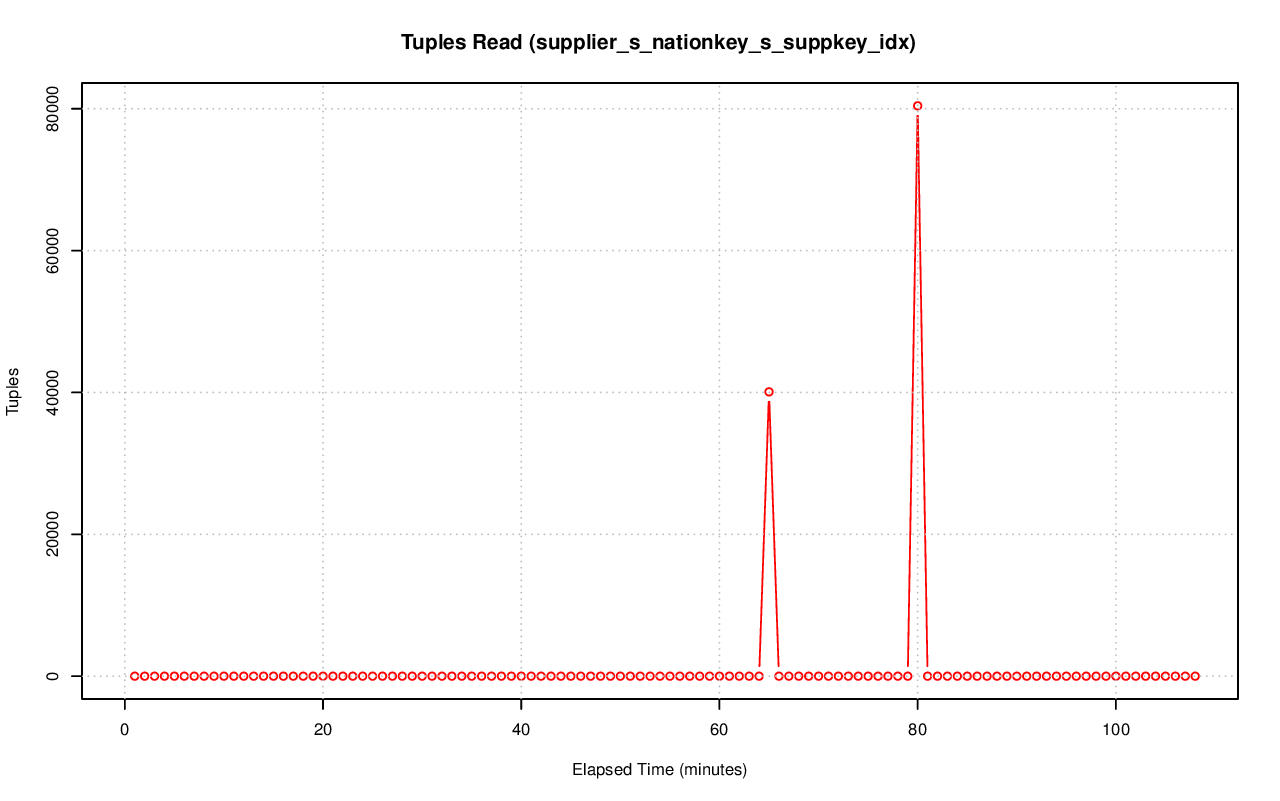 Tuples Read (supplier_s_nationkey_s_suppkey_idx)
80000
60000
40000
20000
0
Tuples
0 20 40 60 80 100
Elapsed Time (minutes)